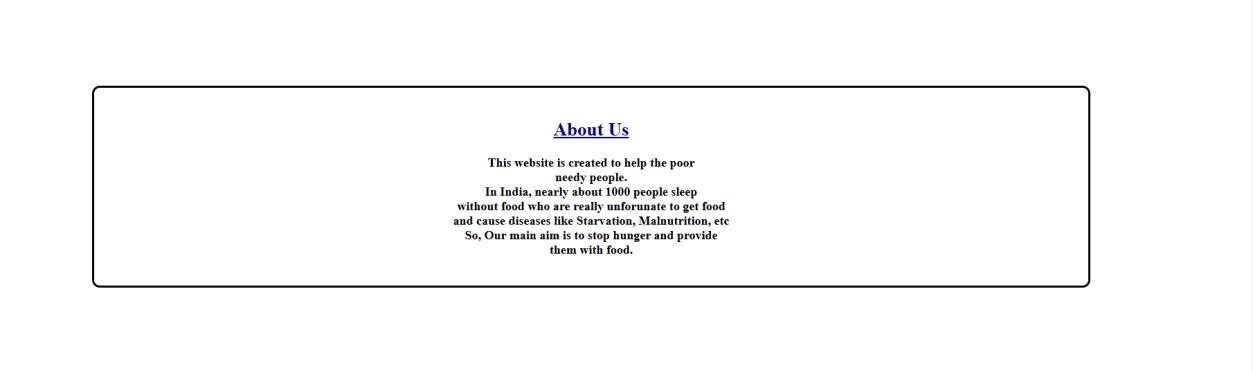 About Us
This website is created to help the poor
needy people.
In India, nearly about 1000 people sleep
without food who are really unforunate to get food
and cause diseases like Starvation, Malnutrition, etc
So, Our main aim is to stop hunger and provide
them with food.